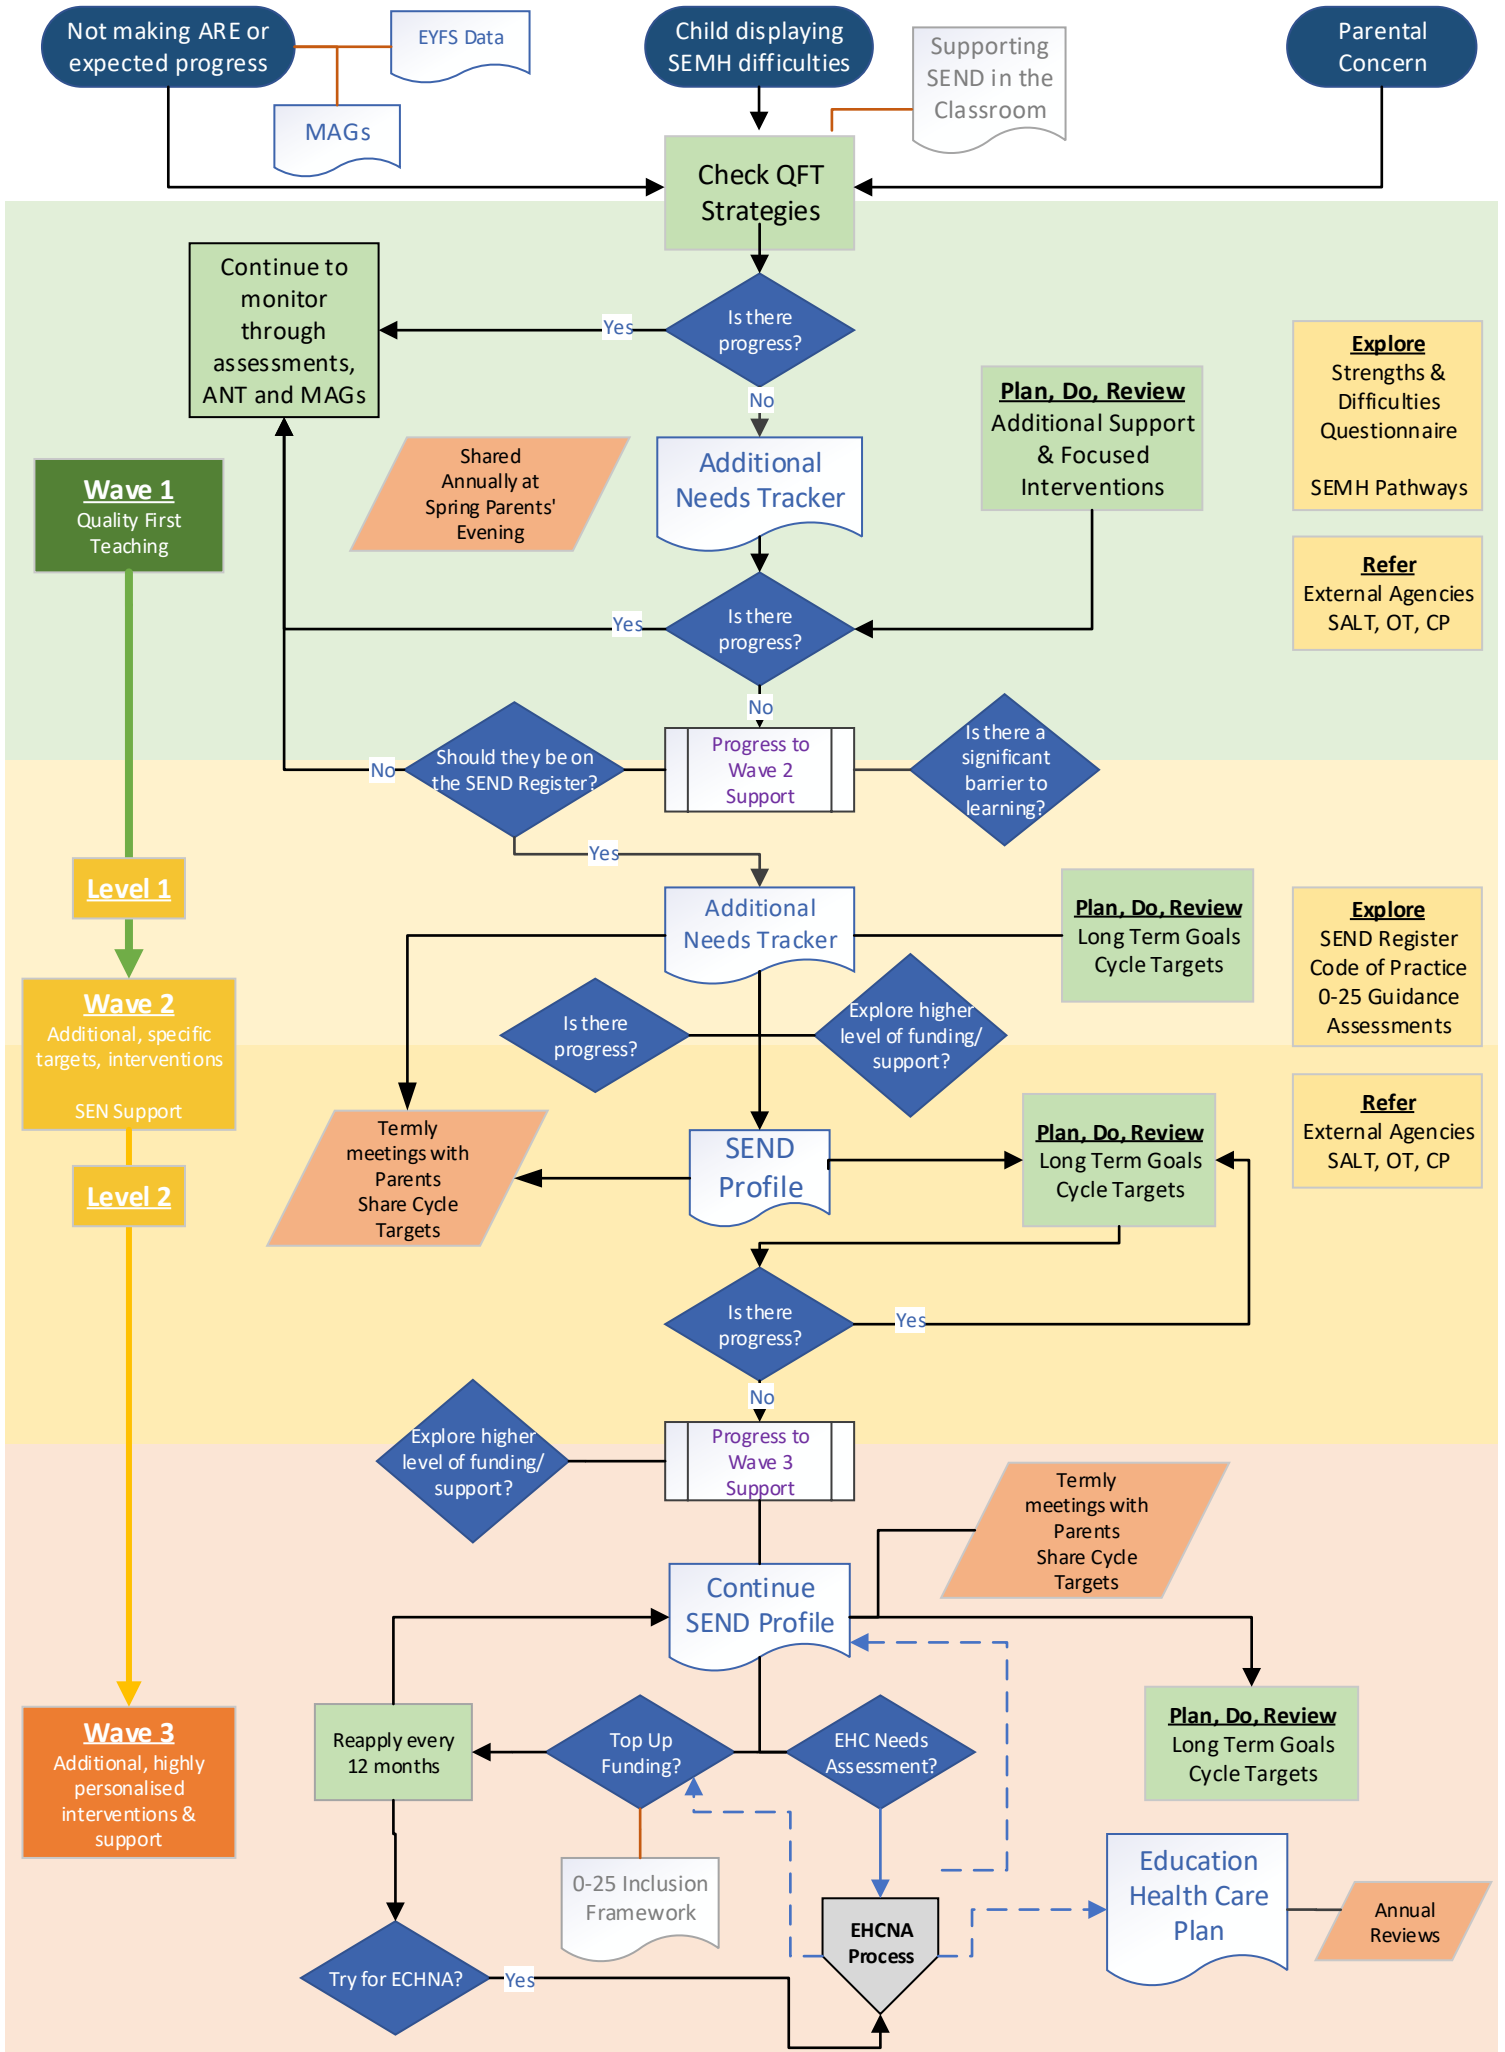 Not making ARE or
expected progress
EYFS Data
MAGs
Child displaying
SEMH difficulties
Supporting
SEND in the
Classroom
Parental
Concern
Check QFT
Strategies
Continue to
monitor
through
assessments,
ANT and MAGs
Yes
Is there
progress?
No
Explore
Strengths &
Difficulties
Questionnaire
SEMH Pathways
Plan, Do, Review
Additional Support
& Focused
Interventions
Shared
Annually at
Spring Parents'
Evening
Additional
Needs Tracker
Wave 1
Quality First
Teaching
Refer
External Agencies
SALT, OT, CP
Yes
Is there
progress?
No
Should they be on
the SEND Register?
No
Progress to
Wave 2
Support
Is there a
significant
barrier to
learning?
Yes
Level 1
Additional
Needs Tracker
Plan, Do, Review
Long Term Goals
Cycle Targets
Explore
SEND Register
Code of Practice
0-25 Guidance
Assessments
Wave 2
Additional, specific
targets, interventions
SEN Support
Is there
progress?
Explore higher
level of funding/
support?
Termly
meetings with
Parents
Share Cycle
Targets
SEND
Profile
Plan, Do, Review
Long Term Goals
Cycle Targets
Refer
External Agencies
SALT, OT, CP
Level 2
Is there
progress?
Yes
No
Explore higher
level of funding/
support?
Progress to
Wave 3
Support
Termly
meetings with
Parents
Share Cycle
Targets
Continue
SEND Profile
Wave 3
Additional, highly
personalised
interventions &
support
Reapply every
12 months
Top Up
Funding?
EHC Needs
Assessment?
Plan, Do, Review
Long Term Goals
Cycle Targets
0-25 Inclusion
Framework
EHCNA
Process
Education
Health Care
Plan
Annual
Reviews
Try for ECHNA?
Yes